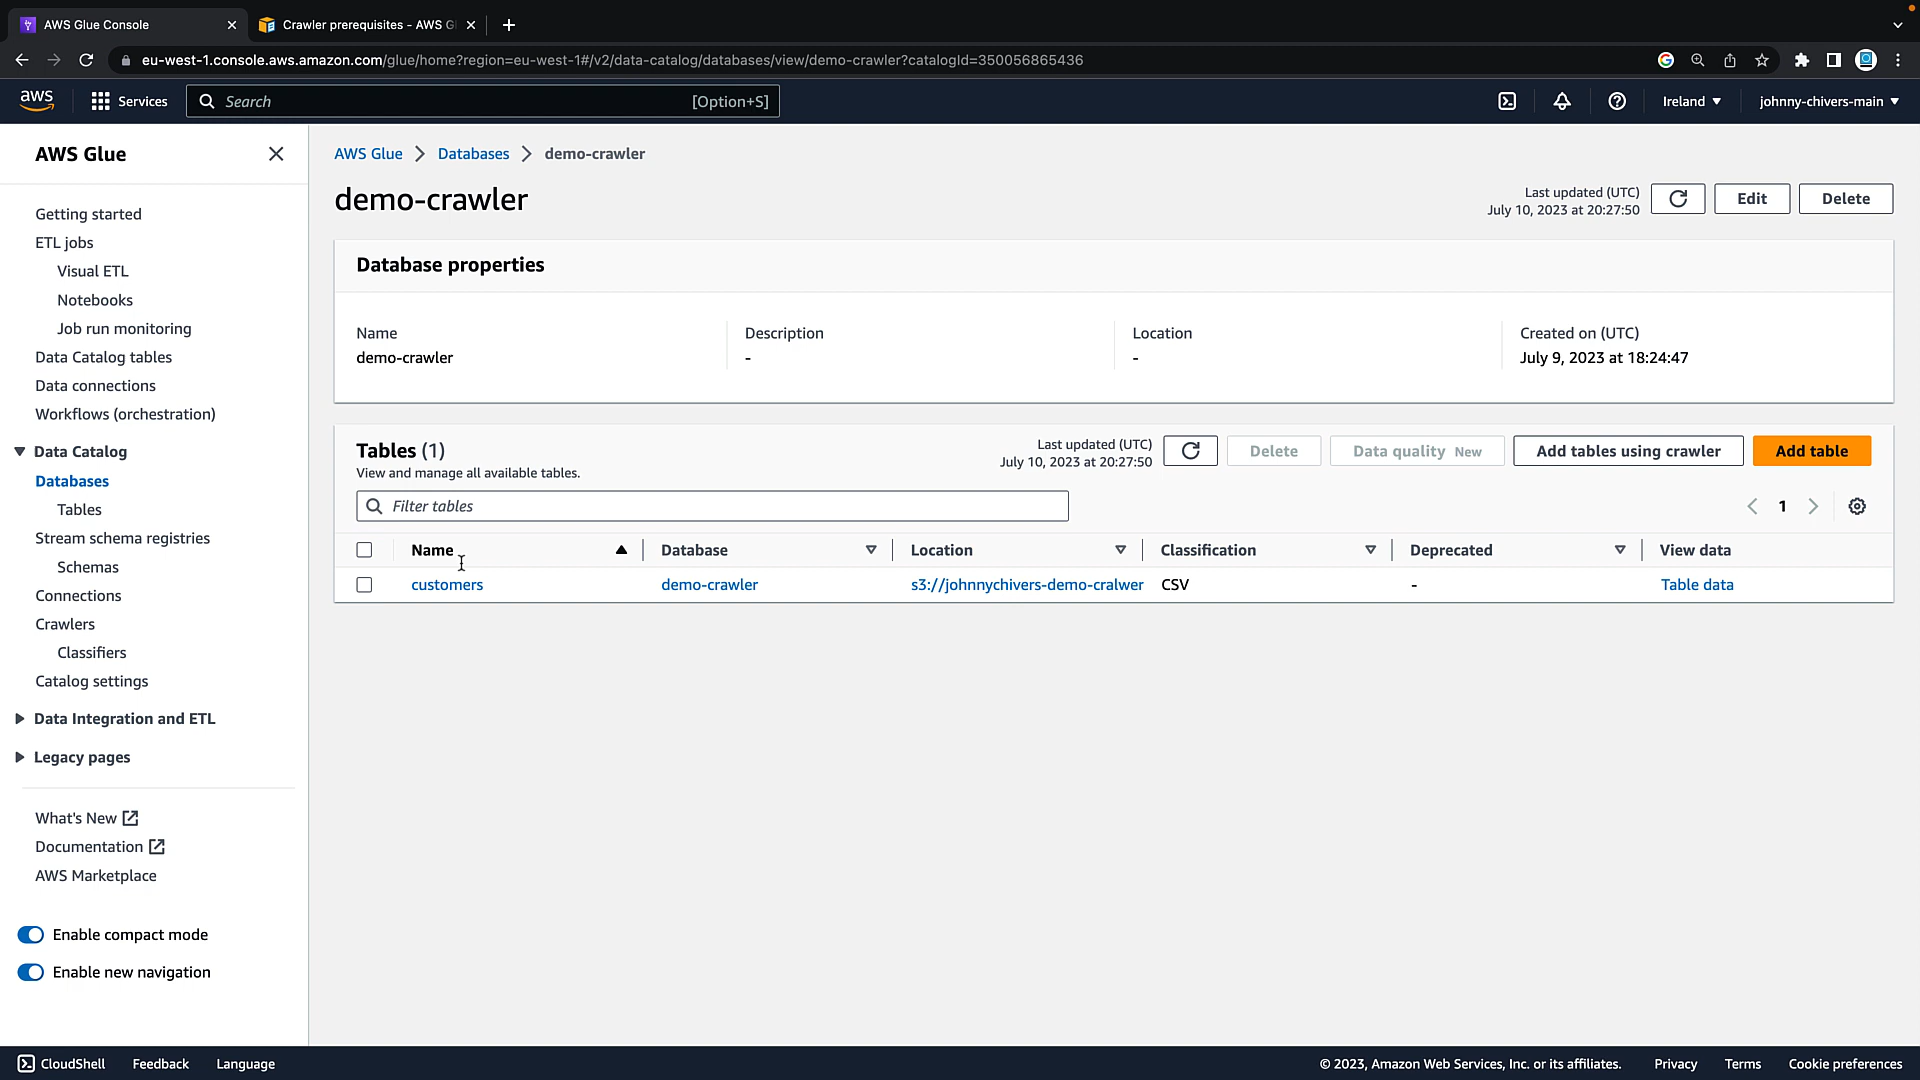 AWS Glue Console
Crawler prerequisites - AWS G
eu-west-1.console.aws.amazon.com/glue/home?region=eu-west-1#/v2/data-catalog/databases/view/demo-crawler?catalogId=350056865436
aws
Services
Search
[Option+S]
Ireland
johnny-chivers-main
AWS Glue
Getting started
ETL jobs
Visual ETL
Notebooks
Job run monitoring
Data Catalog tables
Data connections
Workflows (orchestration)
Data Catalog
Databases
Tables
Stream schema registries
Schemas
Connections
Crawlers
Classifiers
Catalog settings
Data Integration and ETL
Legacy pages
What's New
Documentation
AWS Marketplace
Enable compact mode
Enable new navigation
AWS Glue > Databases > demo-crawler
demo-crawler
Last updated (UTC)
July 10, 2023 at 20:27:50
Edit
Delete
Database properties
Name
demo-crawler
Description
-
Location
-
Created on (UTC)
July 9, 2023 at 18:24:47
Tables (1)
View and manage all available tables.
Last updated (UTC)
July 10, 2023 at 20:27:50
Delete
Data quality New
Add tables using crawler
Add table
Filter tables
1
Name Database Location Classification Deprecated View data
customers demo-crawler s3://johnnychivers-demo-cralwer CSV - Table data
CloudShell Feedback Language
© 2023, Amazon Web Services, Inc. or its affiliates. Privacy Terms Cookie preferences